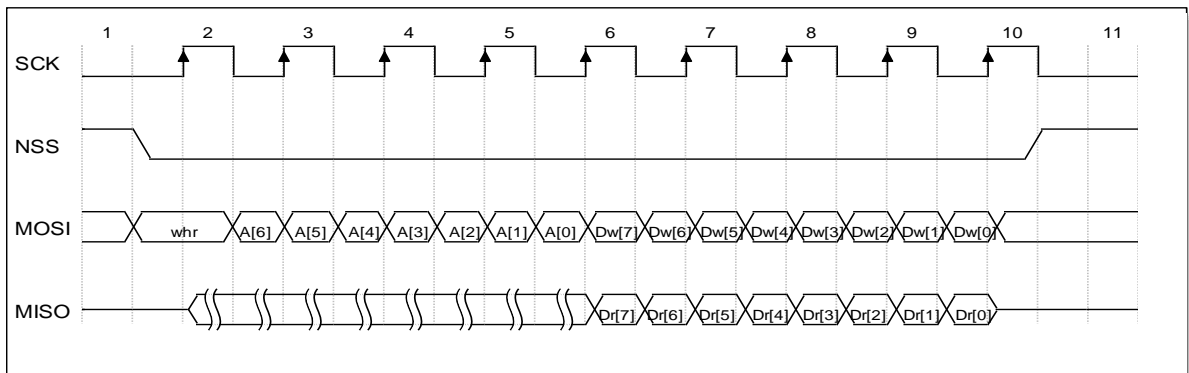 1 2 3 4 5 6 7 8 9 10 11
SCK
NSS
MOSI whr A[6] A[5] A[4] A[3] A[2] A[1] A[0] Dw[7] Dw[6] Dw[5] Dw[4] Dw[3] Dw[2] Dw[1] Dw[0]
MISO Dr[7] Dr[6] Dr[5] Dr[4] Dr[3] Dr[2] Dr[1] Dr[0]